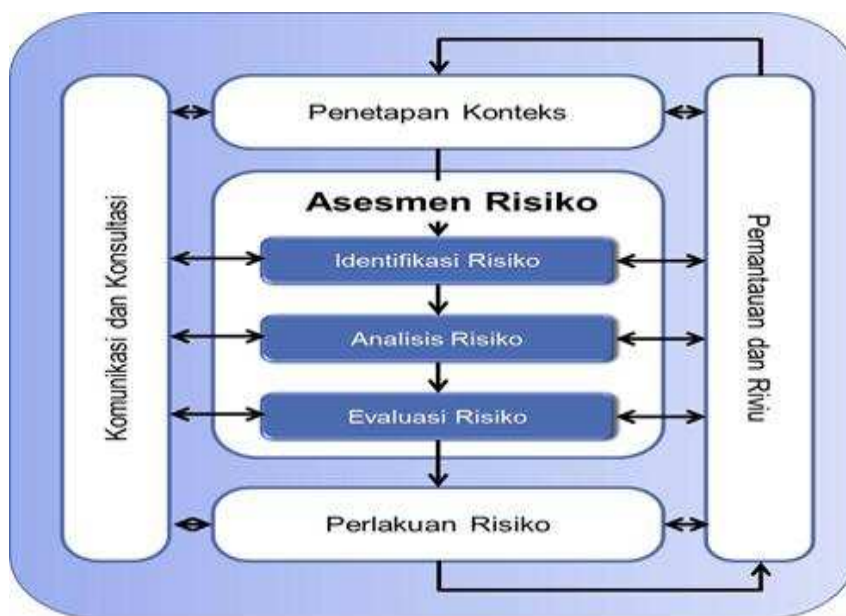 Penetapan Konteks
Komunikasi dan Konsultasi
Asesmen Risiko
Identifikasi Risiko
Analisis Risiko
Evaluasi Risiko
Pemantauan dan Riviu
Perlakuan Risiko